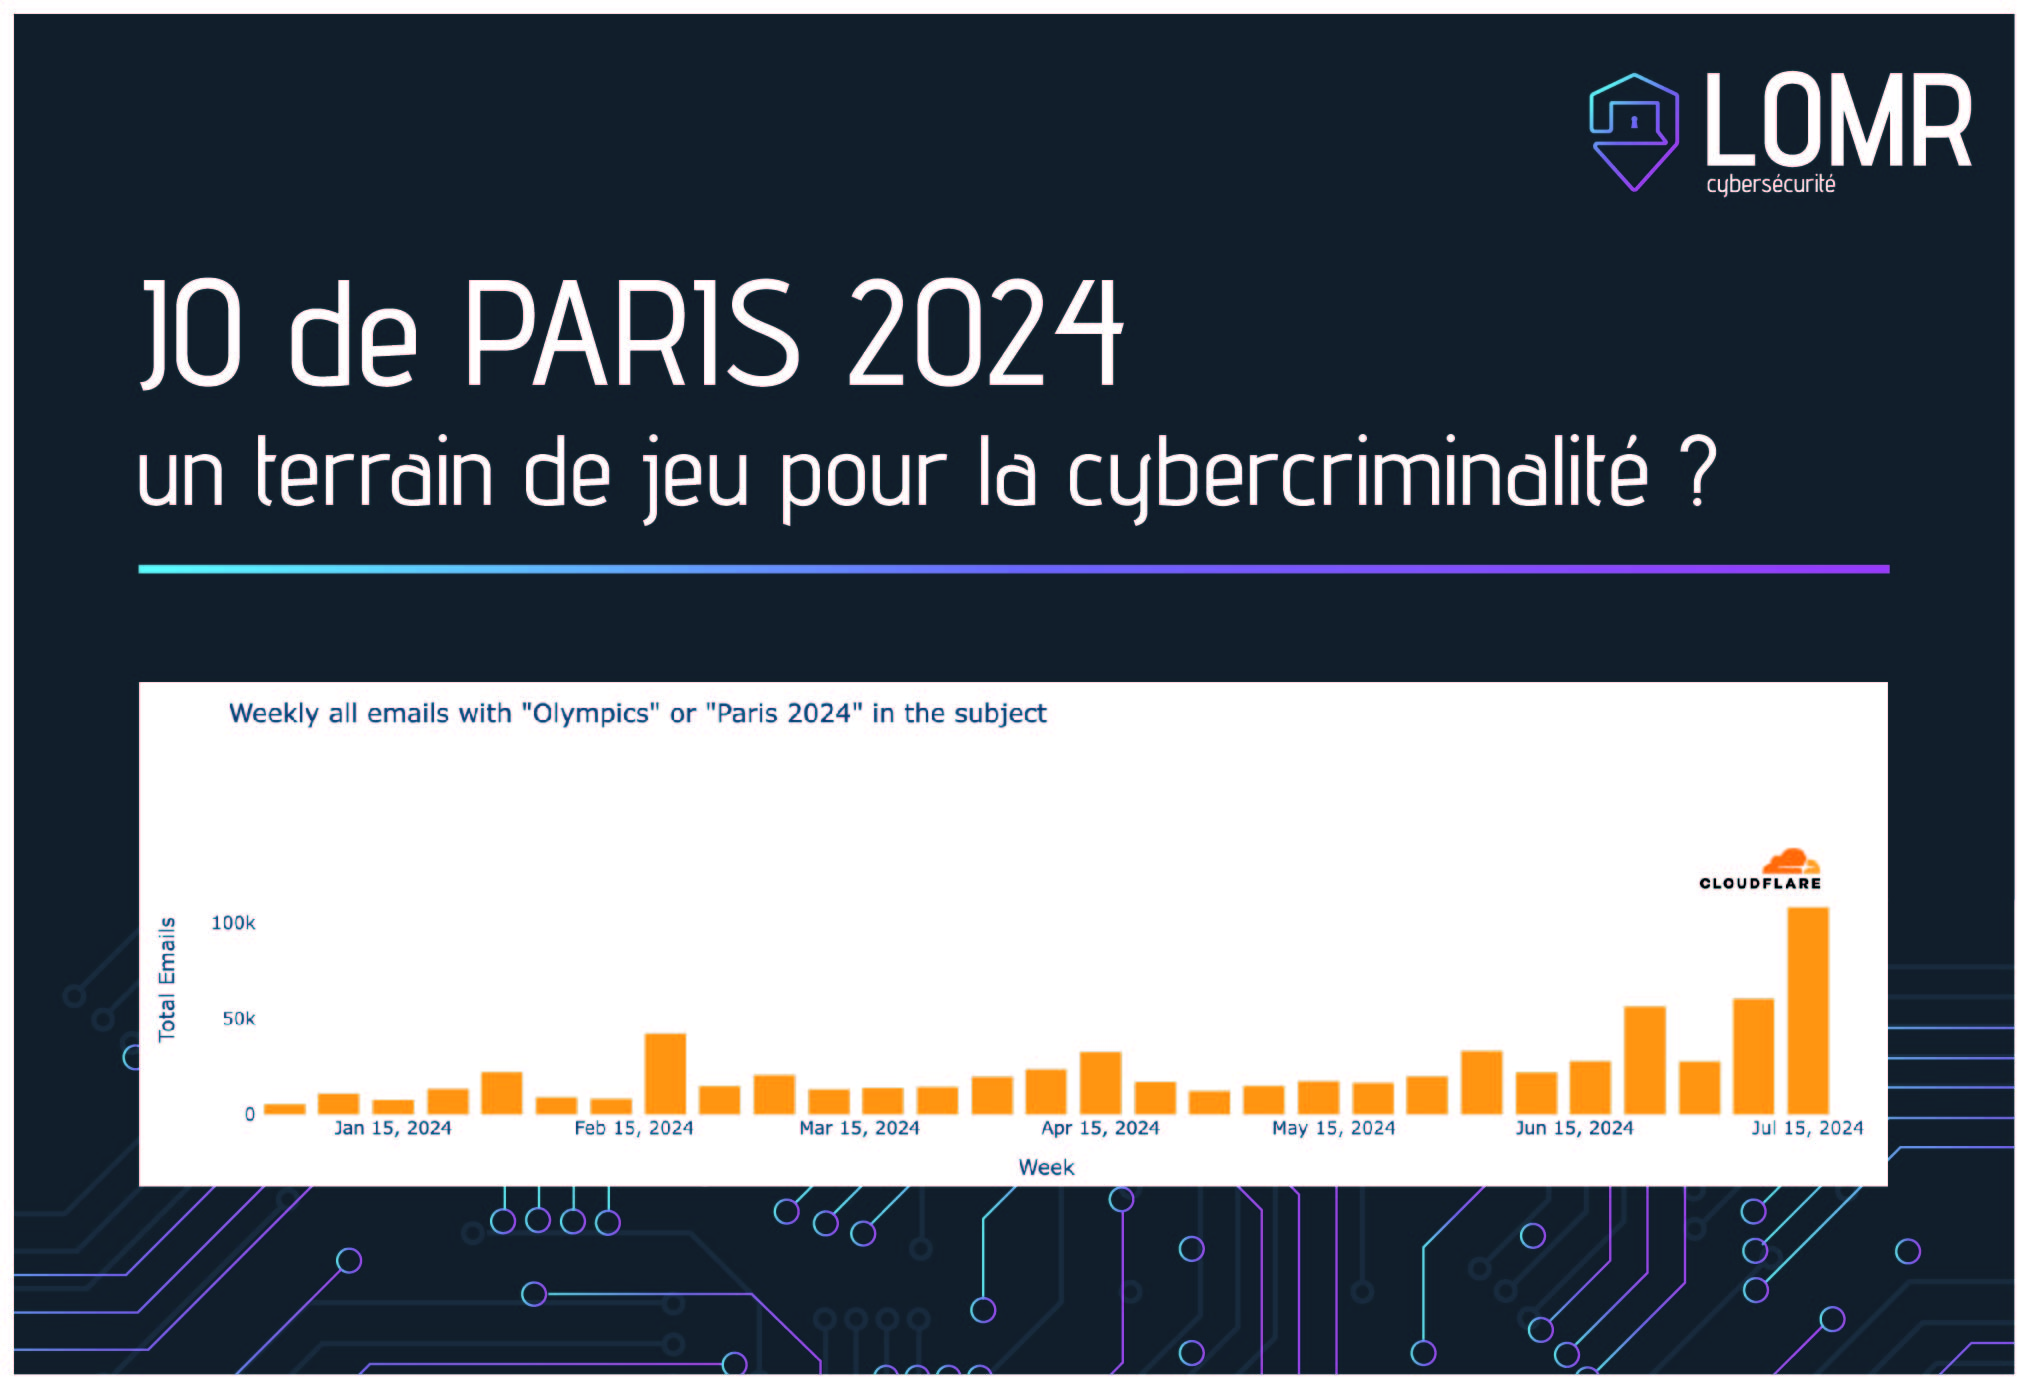 LOMR
cybersécurité
JO de PARIS 2024
un terrain de jeu pour la cybercriminalité ?
Weekly all emails with "Olympics" or "Paris 2024" in the subject
CLOUDFLARE
Total Emails
100k
50k
0
Jan 15, 2024 Feb 15, 2024 Mar 15, 2024 Apr 15, 2024 May 15, 2024 Jun 15, 2024 Jul 15, 2024
Week